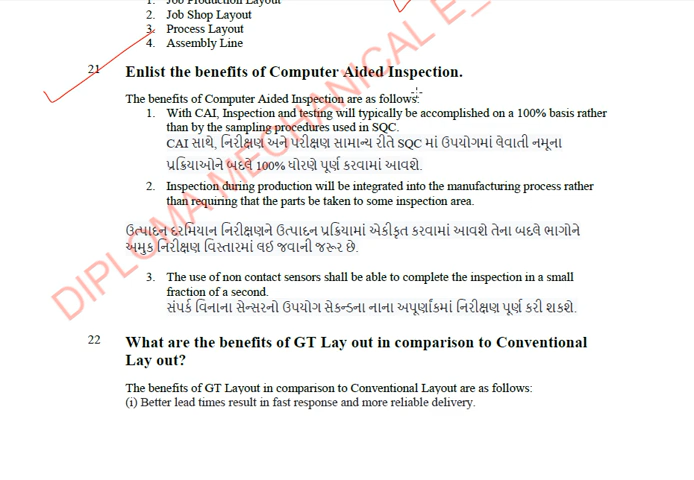 1. Job Production Layout
2. Job Shop Layout
3. Process Layout
4. Assembly Line
21 Enlist the benefits of Computer Aided Inspection.
The benefits of Computer Aided Inspection are as follows:
1. With CAI, Inspection and testing will typically be accomplished on a 100% basis rather
than by the sampling procedures used in SQC.
CAI સાથે, નિરીક્ષણ અને પરીક્ષણ સામાન્ય રીતે SQC માં ઉપયોગમાં લેવાતી નમૂના
પ્રક્રિયાઓને બદલે 100% ધોરણે પૂર્ણ કરવામાં આવશે.
2. Inspection during production will be integrated into the manufacturing process rather
than requiring that the parts be taken to some inspection area.
ઉત્પાદન દરમિયાન નિરીક્ષણને ઉત્પાદન પ્રક્રિયામાં એકીકૃત કરવામાં આવશે તેના બદલે ભાગોને
અમુક નિરીક્ષણ વિસ્તારમાં લઈ જવાની જરૂર છે.
3. The use of non contact sensors shall be able to complete the inspection in a small
fraction of a second.
સંપર્ક વિનાના સેન્સરનો ઉપયોગ સેકન્ડના નાના અપૂર્ણાંકમાં નિરીક્ષણ પૂર્ણ કરી શકશે.
22 What are the benefits of GT Lay out in comparison to Conventional
Lay out?
The benefits of GT Layout in comparison to Conventional Layout are as follows:
(i) Better lead times result in fast response and more reliable delivery.
DIPLOMA MECHANICAL E_